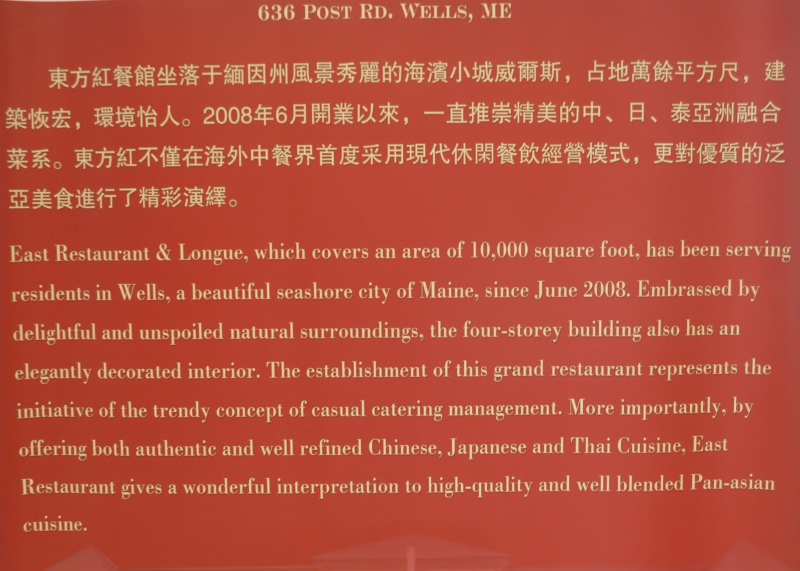 636 Post Rd. Wells, ME
東方紅餐館坐落于緬因州風景秀麗的海濱小城威爾斯，占地萬餘平方尺，建
築恢宏，環境怡人。2008年6月開業以來，一直推崇精美的中、日、泰亞洲融合
菜系。東方紅不僅在海外中餐界首度采用現代休閑餐飲經營模式，更對優質的泛
亞美食進行了精彩演繹。
East Restaurant & Longue, which covers an area of 10,000 square foot, has been serving
residents in Wells, a beautiful seashore city of Maine, since June 2008. Embrassed by
delightful and unspoiled natural surroundings, the four-storey building also has an
elegantly decorated interior. The establishment of this grand restaurant represents the
initiative of the trendy concept of casual catering management. More importantly, by
offering both authentic and well refined Chinese, Japanese and Thai Cuisine, East
Restaurant gives a wonderful interpretation to high-quality and well blended Pan-asian
cuisine.